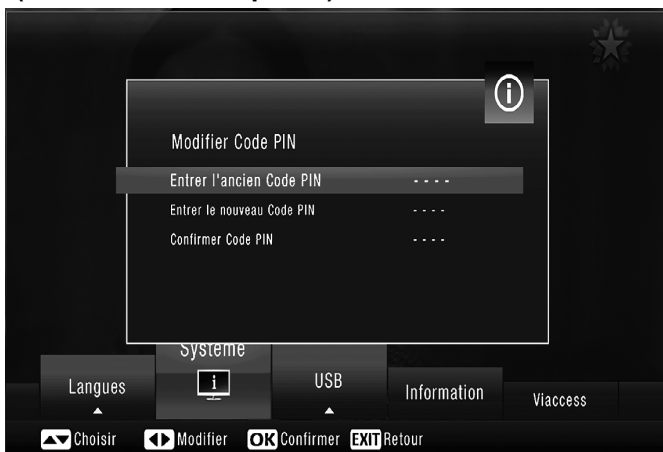 Modifier Code PIN
Entrer l'ancien Code PIN - - - -
Entrer le nouveau Code PIN - - - -
Confirmer Code PIN - - - -
Système
Langues
USB
Information
Viaccess
Choisir Modifier OK Confirmer EXIT Retour